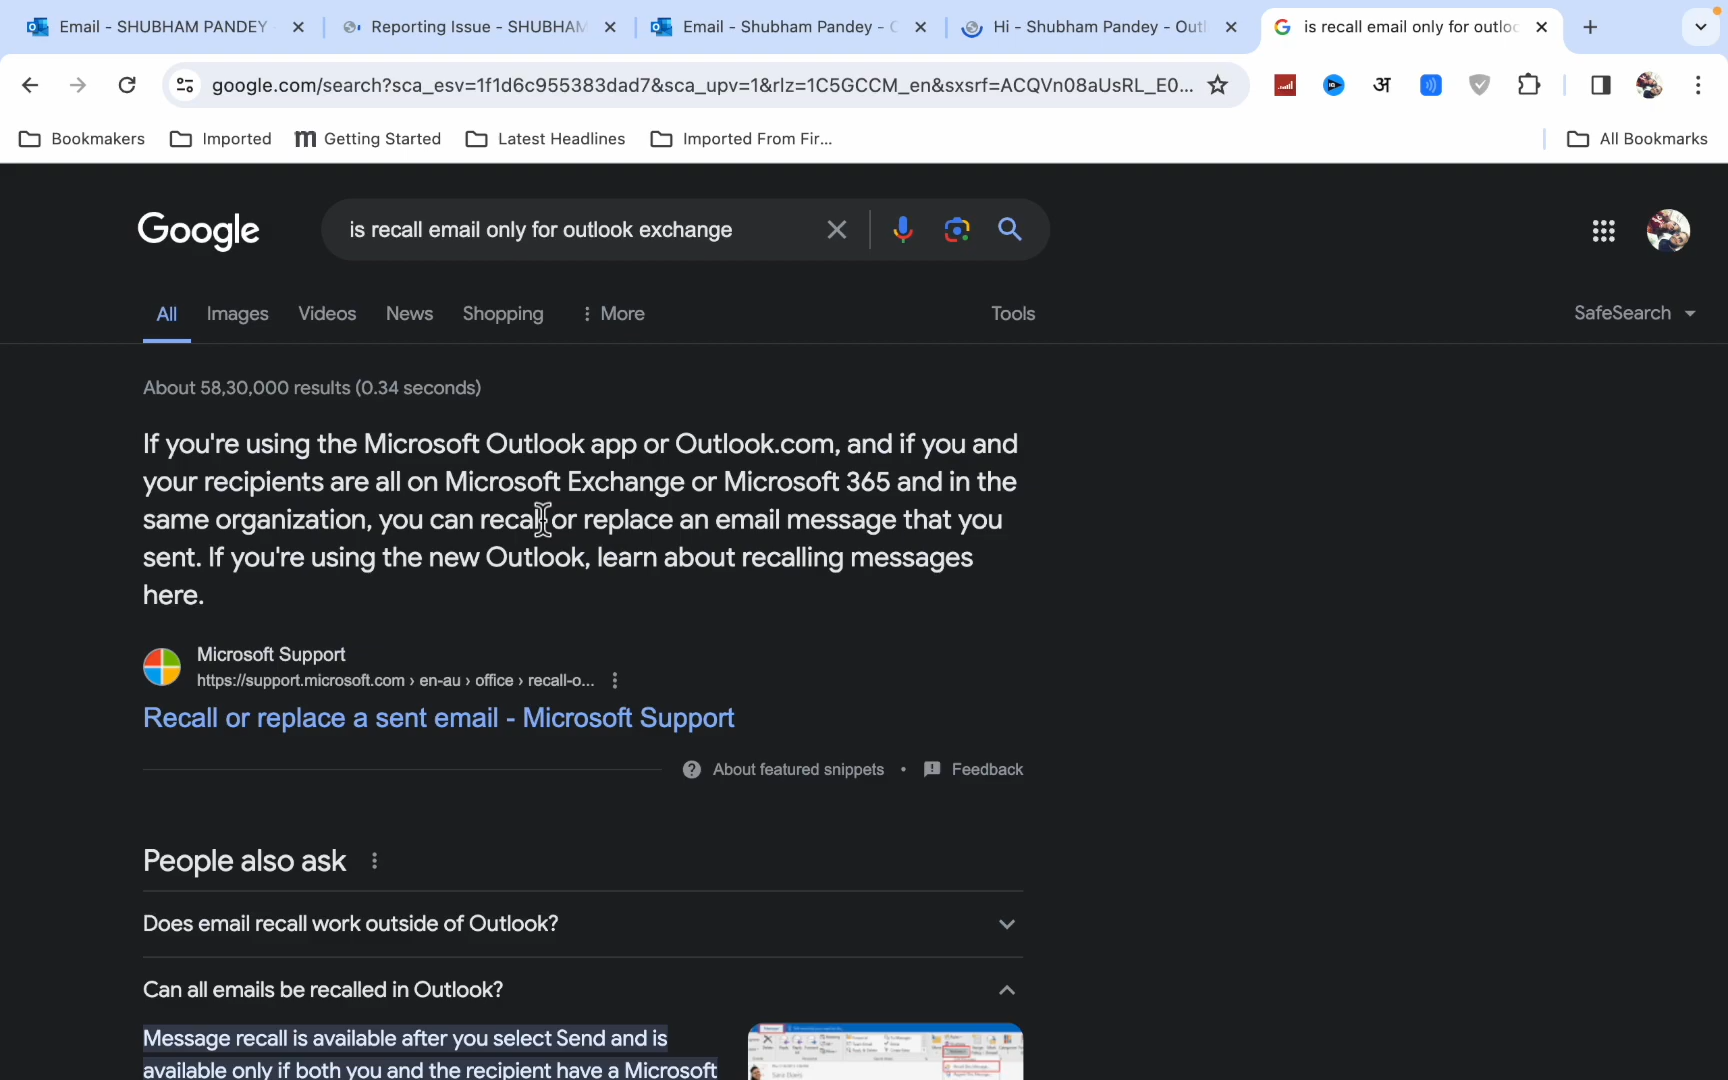 Email - SHUBHAM PANDEY
Reporting Issue - SHUBHAM
Email - Shubham Pandey - O
Hi - Shubham Pandey - Outl
is recall email only for outloo
google.com/search?sca_esv=1f1d6c955383dad7&sca_upv=1&rlz=1C5GCCM_en&sxsrf=ACQVn08aUsRL_E0...
अ
Bookmakers
Imported
Getting Started
Latest Headlines
Imported From Fir...
All Bookmarks
Google
is recall email only for outlook exchange
All
Images
Videos
News
Shopping
More
Tools
SafeSearch
About 58,30,000 results (0.34 seconds)
If you're using the Microsoft Outlook app or Outlook.com, and if you and
your recipients are all on Microsoft Exchange or Microsoft 365 and in the
same organization, you can recall or replace an email message that you
sent. If you're using the new Outlook, learn about recalling messages
here.
Microsoft Support
https://support.microsoft.com › en-au › office › recall-o...
Recall or replace a sent email - Microsoft Support
About featured snippets • Feedback
People also ask
Does email recall work outside of Outlook?
Can all emails be recalled in Outlook?
Message recall is available after you select Send and is
available only if both you and the recipient have a Microsoft